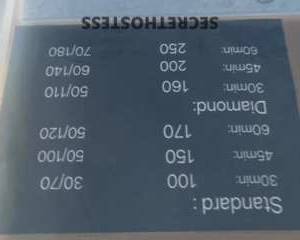 Standard :
30min: 100 30/70
45min: 150 50/100
60min: 170 50/120
Diamond:
30min: 160 50/110
45min: 200 60/140
60min: 250 70/180
SECRETHOSTESS